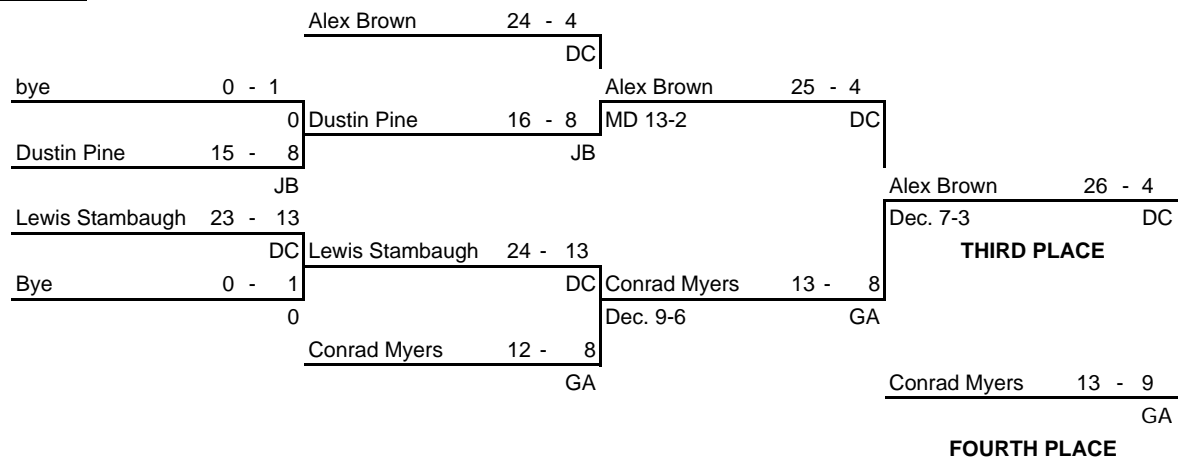 Alex Brown 24 - 4
DC
bye 0 - 1
Alex Brown 25 - 4
0 Dustin Pine 16 - 8 MD 13-2 DC
Dustin Pine 15 - 8
JB
JB
Alex Brown 26 - 4
Lewis Stambaugh 23 - 13
Dec. 7-3 DC
DC Lewis Stambaugh 24 - 13
THIRD PLACE
Bye 0 - 1
DC Conrad Myers 13 - 8
0
Dec. 9-6 GA
Conrad Myers 12 - 8
GA
Conrad Myers 13 - 9
GA
FOURTH PLACE